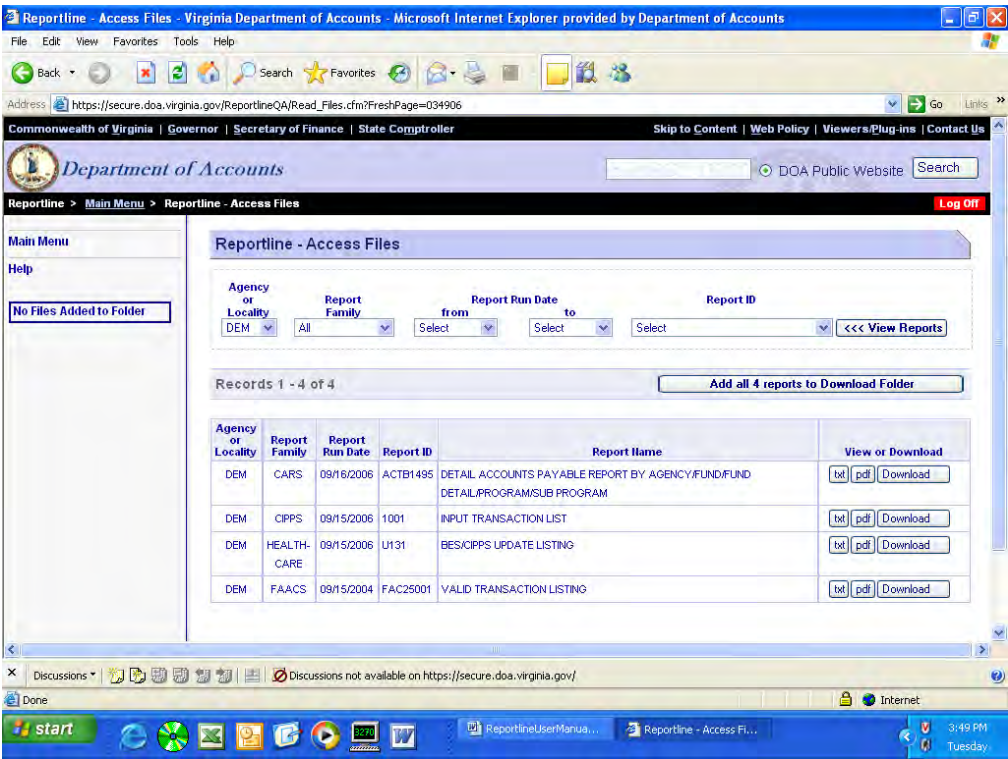 Reportline - Access Files - Virginia Department of Accounts - Microsoft Internet Explorer provided by Department of Accounts
File Edit View Favorites Tools Help
Back Search Favorites
Address https://secure.doa.virginia.gov/ReportlineQA/Read_Files.cfm?FreshPage=034906 Go Links »
Commonwealth of Virginia | Governor | Secretary of Finance | State Comptroller Skip to Content | Web Policy | Viewers/Plug-ins | Contact Us
Department of Accounts DOA Public Website Search
Reportline > Main Menu > Reportline - Access Files Log Off
Main Menu
Help
No Files Added to Folder
Reportline - Access Files
Agency
or Report Report Run Date Report ID
Locality Family from to
DEM All Select Select Select <<< View Reports
Records 1 - 4 of 4 Add all 4 reports to Download Folder
Agency
or Report Report
Locality Family Run Date Report ID Report Name View or Download
DEM CARS 09/16/2006 ACTB1495 DETAIL ACCOUNTS PAYABLE REPORT BY AGENCY/FUND/FUND txt pdf Download
DETAIL/PROGRAM/SUB PROGRAM
DEM CIPPS 09/15/2006 1001 INPUT TRANSACTION LIST txt pdf Download
DEM HEALTH- 09/15/2006 U131 BES/CIPPS UPDATE LISTING txt pdf Download
CARE
DEM FAACS 09/15/2004 FAC25001 VALID TRANSACTION LISTING txt pdf Download
× Discussions Discussions not available on https://secure.doa.virginia.gov/
Done Internet
start 3270 ReportlineUserManua... Reportline - Access Fi... 3:49 PM
Tuesday